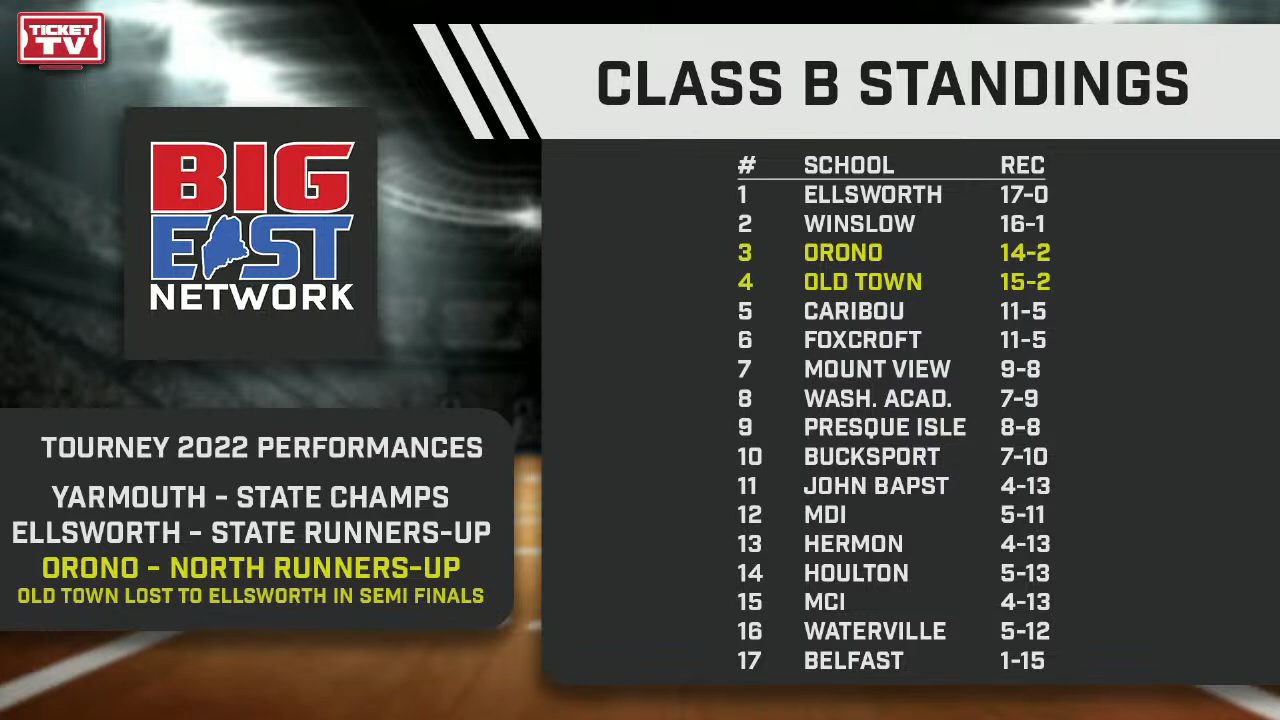 TICKET
TV
CLASS B STANDINGS
BIG
EAST
NETWORK
# SCHOOL REC
1 ELLSWORTH 17-0
2 WINSLOW 16-1
3 ORONO 14-2
4 OLD TOWN 15-2
5 CARIBOU 11-5
6 FOXCROFT 11-5
7 MOUNT VIEW 9-8
8 WASH. ACAD. 7-9
9 PRESQUE ISLE 8-8
10 BUCKSPORT 7-10
11 JOHN BAPST 4-13
12 MDI 5-11
13 HERMON 4-13
14 HOULTON 5-13
15 MCI 4-13
16 WATERVILLE 5-12
17 BELFAST 1-15
TOURNEY 2022 PERFORMANCES
YARMOUTH - STATE CHAMPS
ELLSWORTH - STATE RUNNERS-UP
ORONO - NORTH RUNNERS-UP
OLD TOWN LOST TO ELLSWORTH IN SEMI FINALS